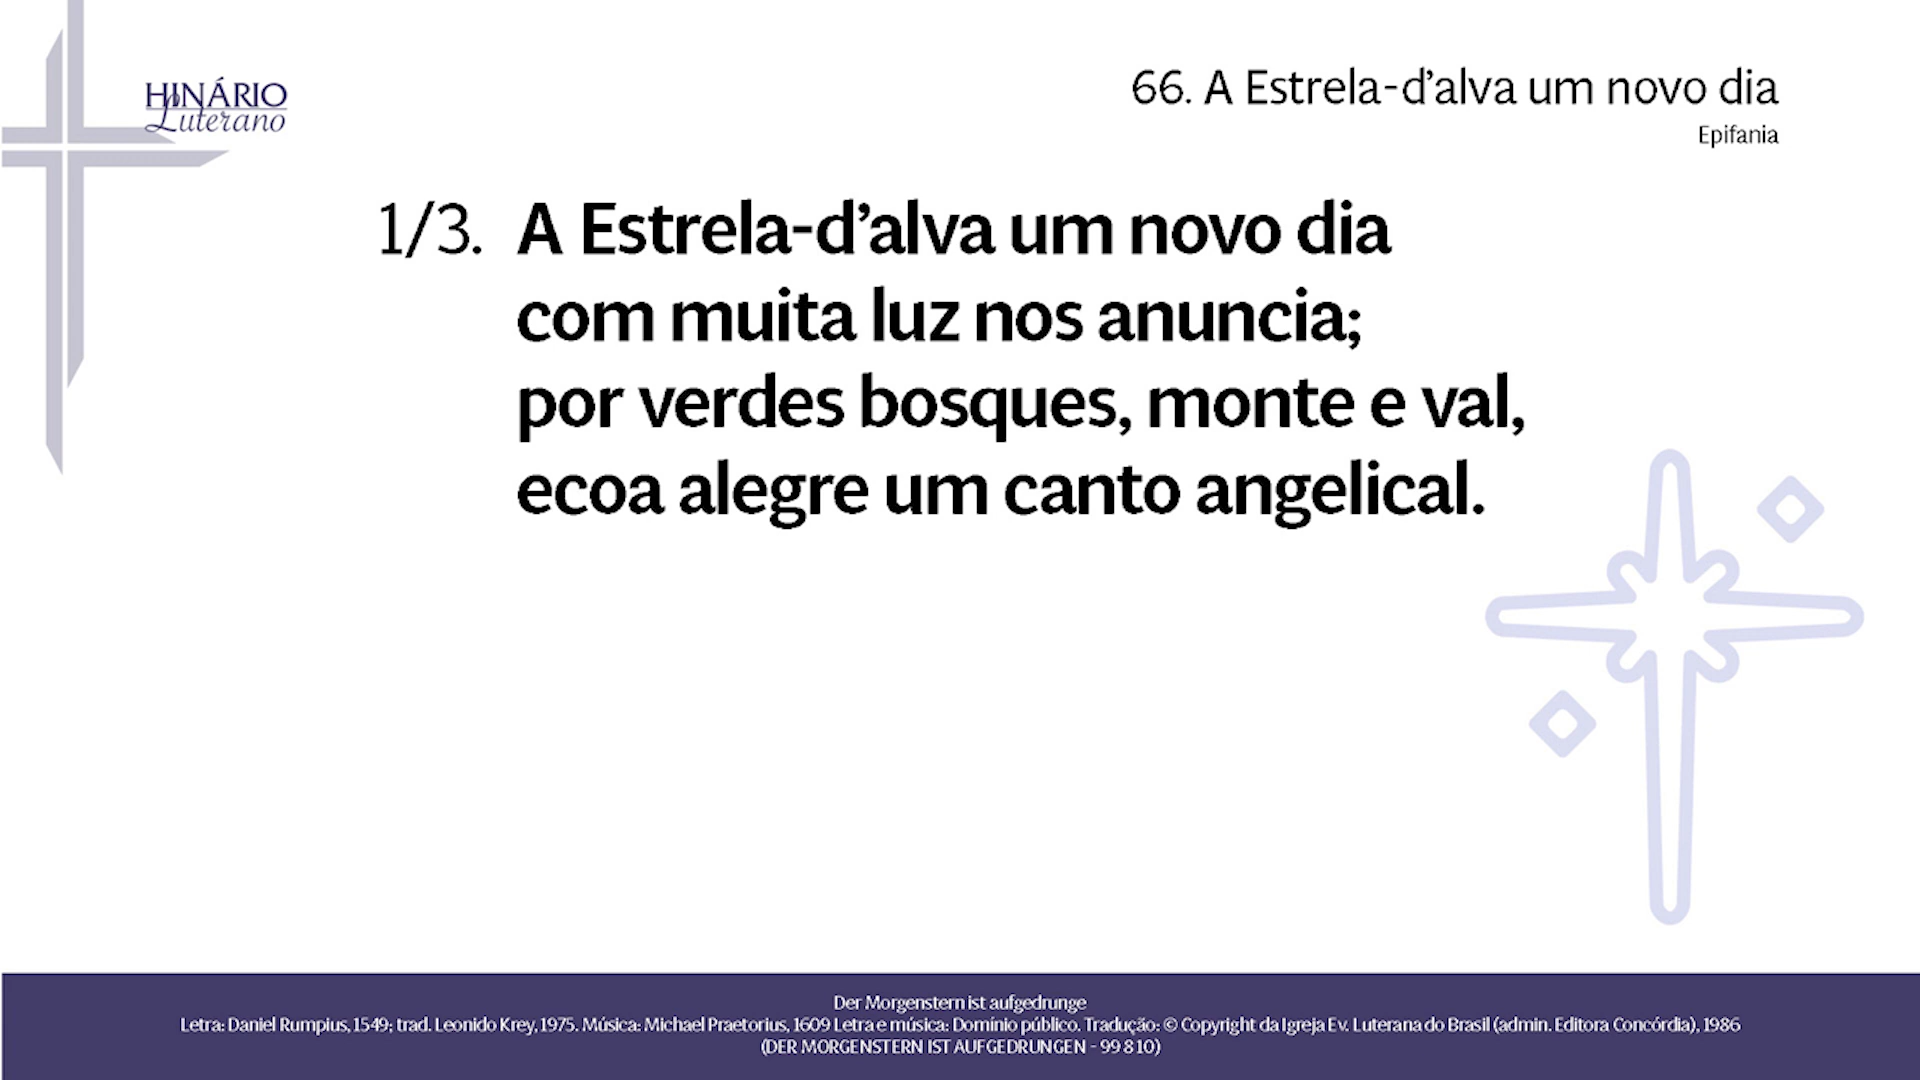 HINÁRIO
Luterano
66. A Estrela-d’alva um novo dia
Epifania
1/3. A Estrela-d’alva um novo dia
com muita luz nos anuncia;
por verdes bosques, monte e val,
ecoa alegre um canto angelical.
Der Morgenstern ist aufgedrunge
Letra: Daniel Rumpius, 1549; trad. Leonido Krey, 1975. Música: Michael Praetorius, 1609 Letra e música: Domínio público. Tradução: © Copyright da Igreja Ev. Luterana do Brasil (admin. Editora Concórdia), 1986
(DER MORGENSTERN IST AUFGEDRUNGEN - 99 8 10)